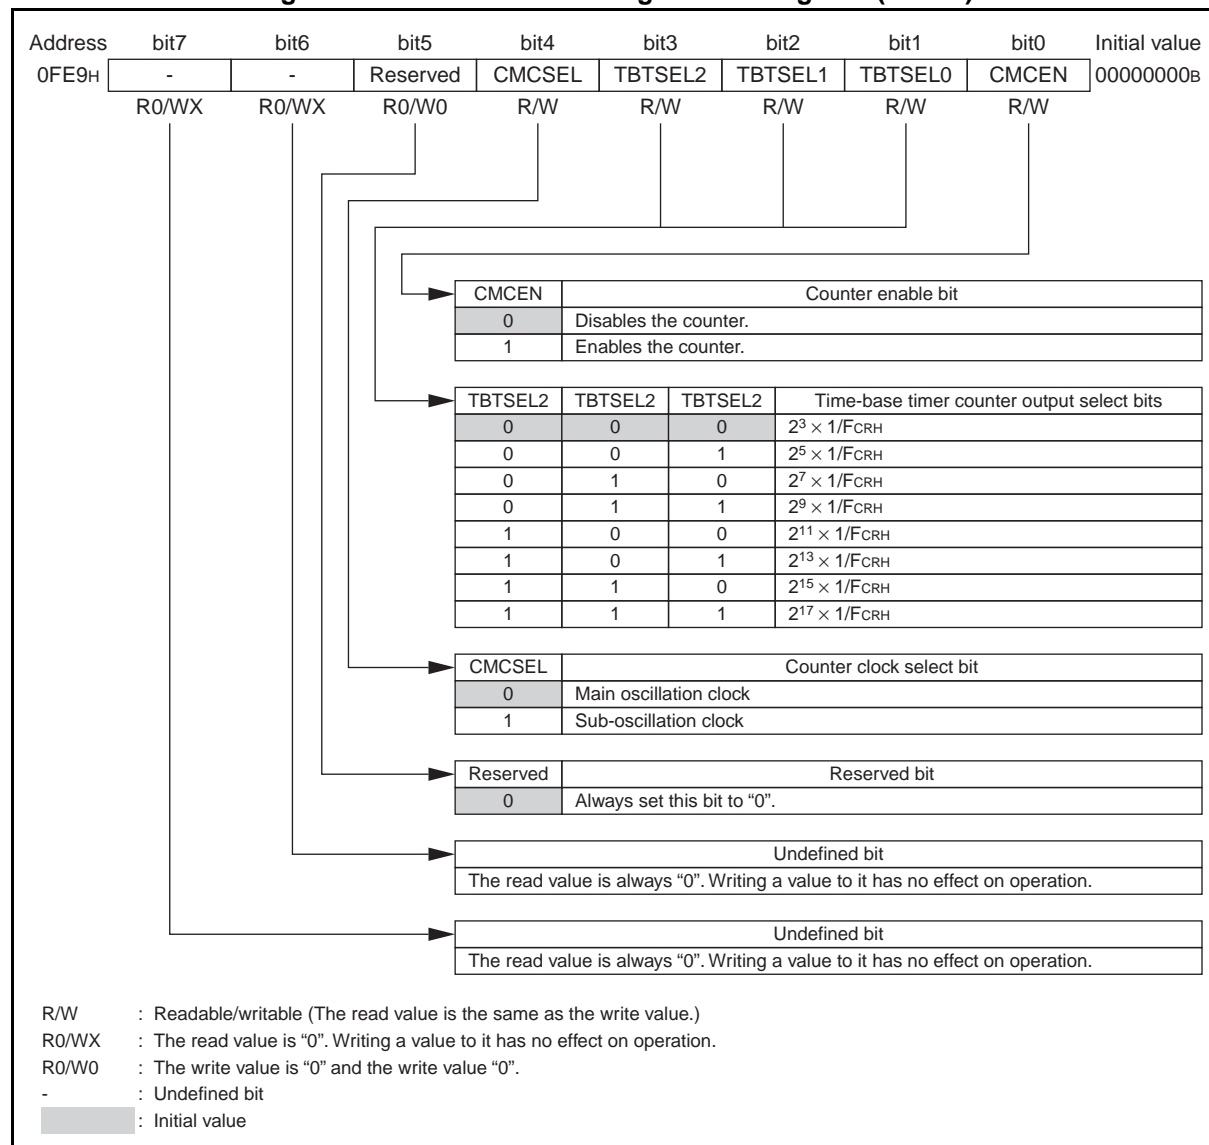 Address bit7 bit6 bit5 bit4 bit3 bit2 bit1 bit0 Initial value
0FE9H - - Reserved CMCSEL TBTSEL2 TBTSEL1 TBTSEL0 CMCEN 00000000B
R0/WX R0/WX R0/W0 R/W R/W R/W R/W R/W
CMCEN Counter enable bit
0 Disables the counter.
1 Enables the counter.
TBTSEL2 TBTSEL2 TBTSEL2 Time-base timer counter output select bits
0 0 0 2³ × 1/FCRH
0 0 1 2⁵ × 1/FCRH
0 1 0 2⁷ × 1/FCRH
0 1 1 2⁹ × 1/FCRH
1 0 0 2¹¹ × 1/FCRH
1 0 1 2¹³ × 1/FCRH
1 1 0 2¹⁵ × 1/FCRH
1 1 1 2¹⁷ × 1/FCRH
CMCSEL Counter clock select bit
0 Main oscillation clock
1 Sub-oscillation clock
Reserved Reserved bit
0 Always set this bit to “0”.
Undefined bit
The read value is always “0”. Writing a value to it has no effect on operation.
Undefined bit
The read value is always “0”. Writing a value to it has no effect on operation.
R/W : Readable/writable (The read value is the same as the write value.)
R0/WX : The read value is “0”. Writing a value to it has no effect on operation.
R0/W0 : The write value is “0” and the write value “0”.
- : Undefined bit
: Initial value